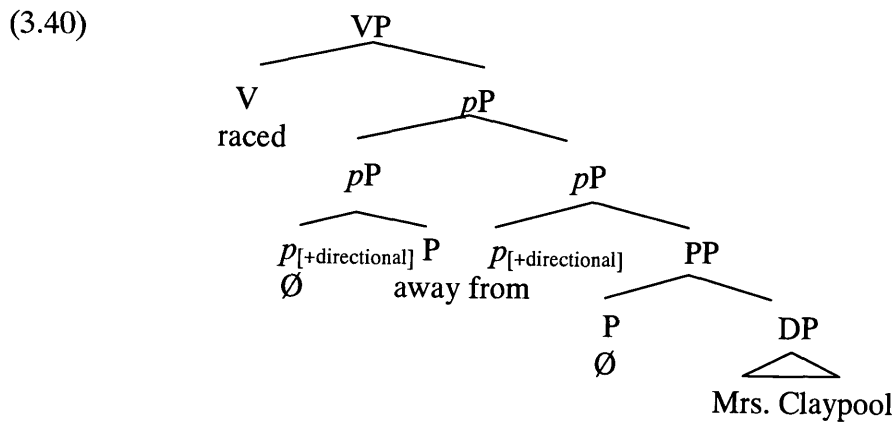 (3.40)
VP
V pP
raced
pP pP
p[+directional] P p[+directional] PP
Ø away from
P DP
Ø
Mrs. Claypool